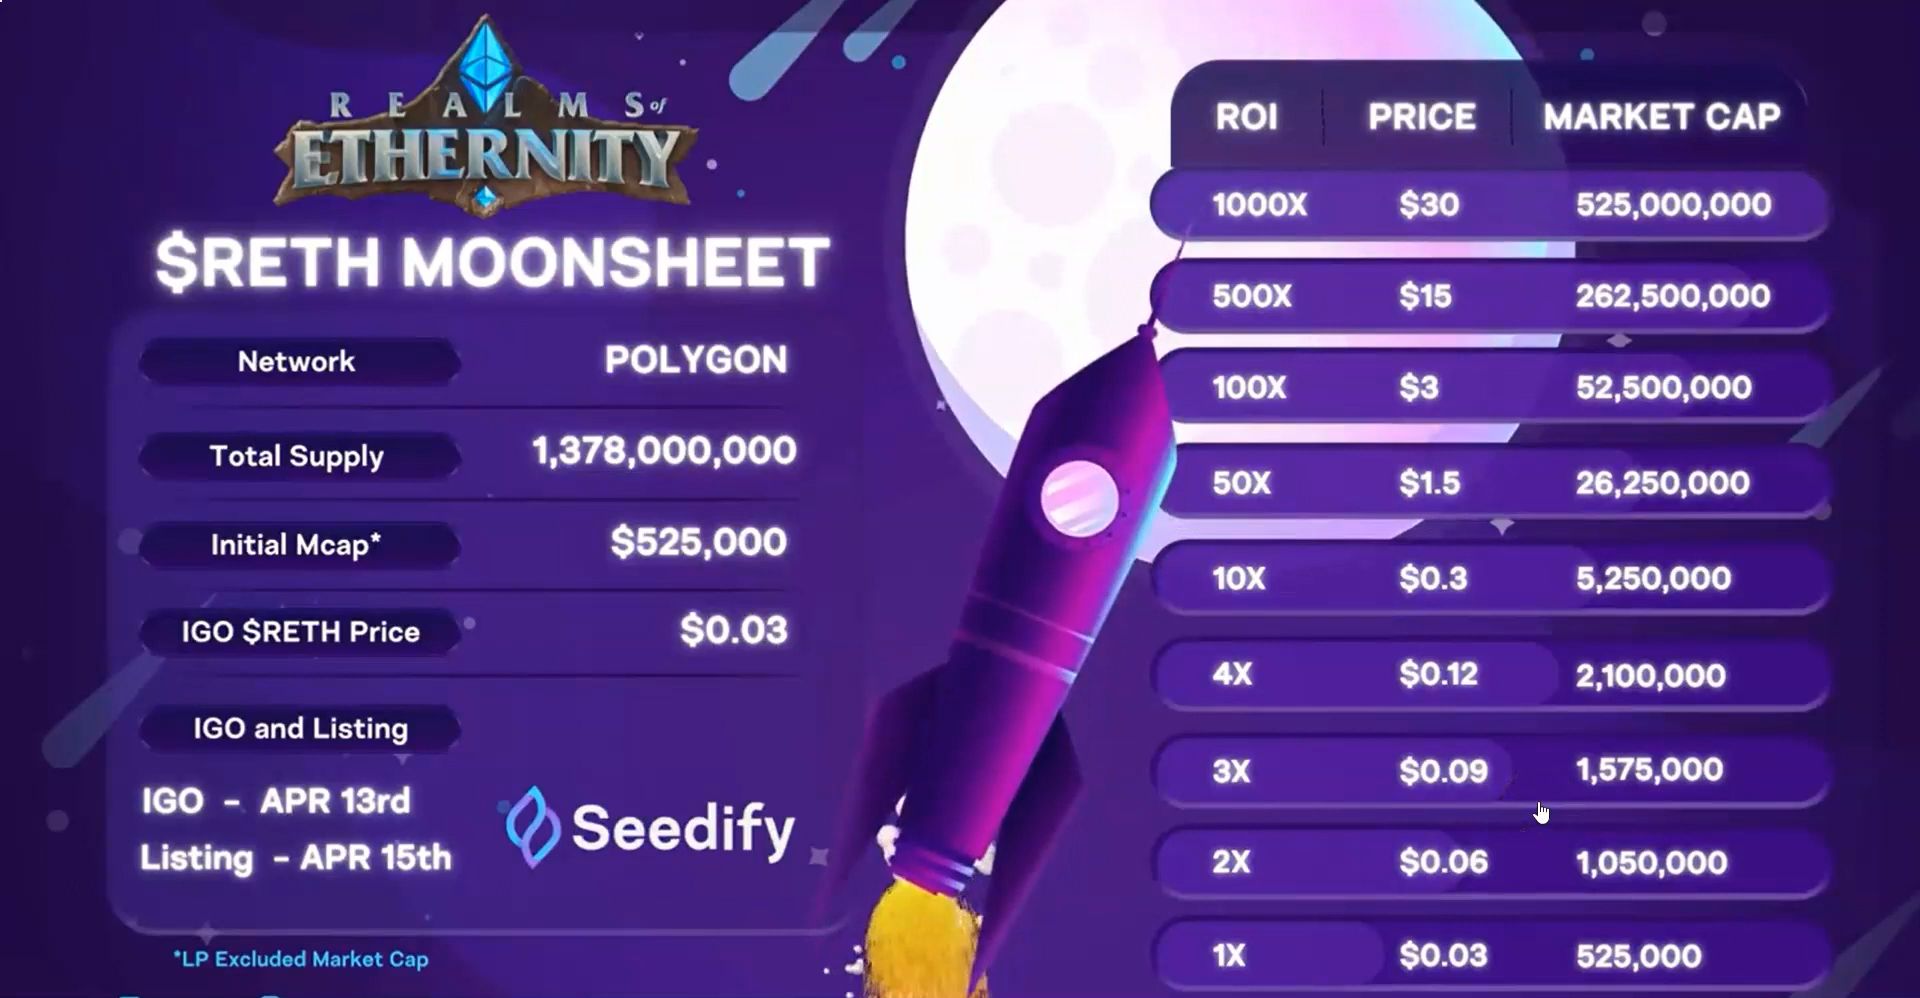 REALMS of
ETHERNITY
$RETH MOONSHEET
Network POLYGON
Total Supply 1,378,000,000
Initial Mcap* $525,000
IGO $RETH Price $0.03
IGO and Listing
IGO - APR 13rd
Listing - APR 15th
Seedify
*LP Excluded Market Cap
ROI PRICE MARKET CAP
1000X $30 525,000,000
500X $15 262,500,000
100X $3 52,500,000
50X $1.5 26,250,000
10X $0.3 5,250,000
4X $0.12 2,100,000
3X $0.09 1,575,000
2X $0.06 1,050,000
1X $0.03 525,000